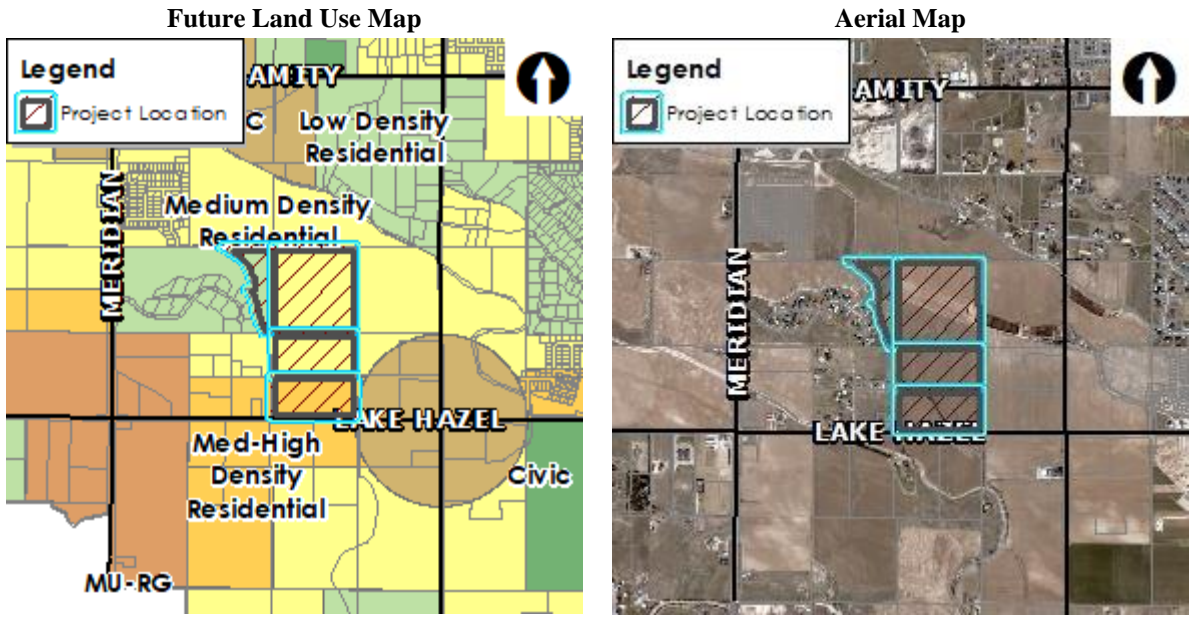 Future Land Use Map
Legend
Project Location
AMITY
C
Low Density
Residential
MERIDIAN
Medium Density
Residential
LAKE HAZEL
Med-High
Density
Residential
Civic
MU-RG
Aerial Map
Legend
Project Location
AMITY
MERIDIAN
LAKE HAZEL